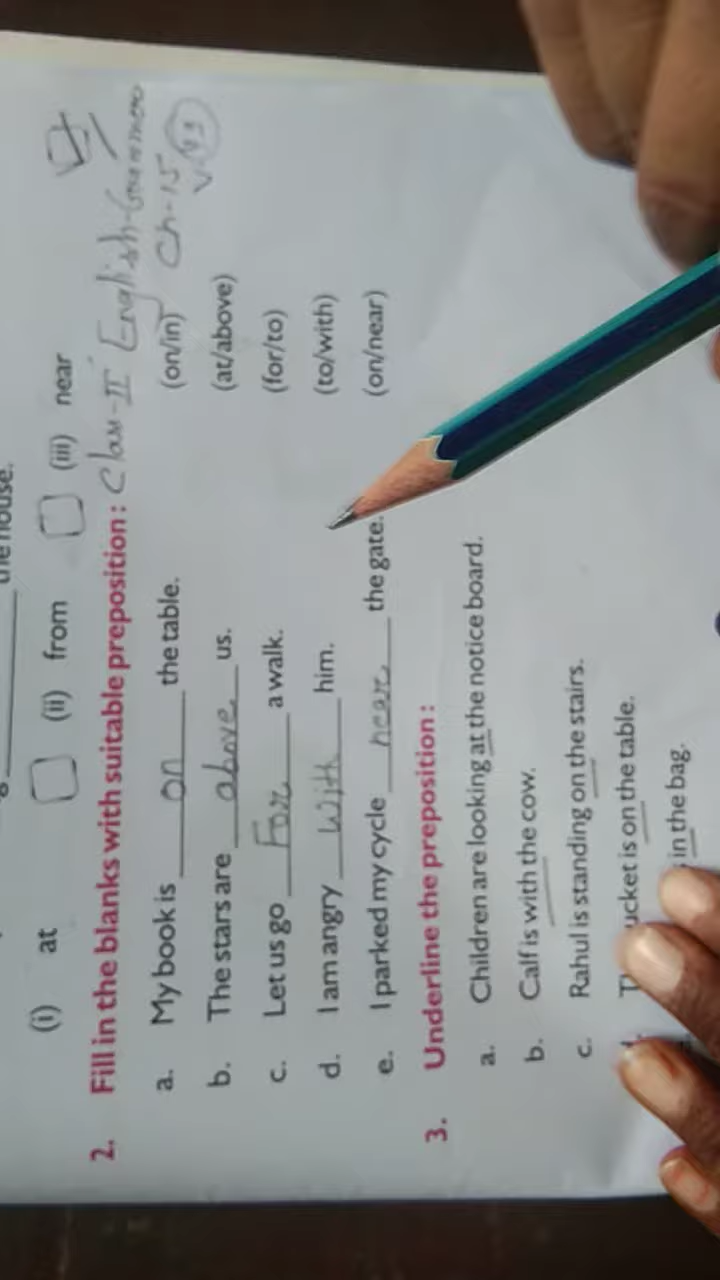 the house.
(i) at (ii) from (iii) near
2. Fill in the blanks with suitable preposition: Class-II English Grammer
Ch-15
a. My book is on the table. (on/in)
b. The stars are above us. (at/above)
c. Let us go For a walk. (for/to)
d. I am angry with him. (to/with)
e. I parked my cycle near the gate. (on/near)
3. Underline the preposition:
a. Children are looking at the notice board.
b. Calf is with the cow.
c. Rahul is standing on the stairs.
is on the table.
in the bag.